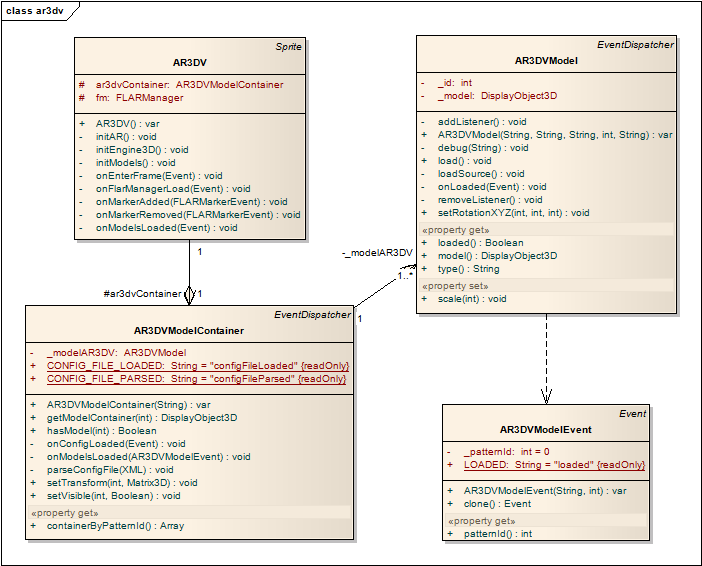 class ar3dv
Sprite
AR3DV
# ar3dvContainer: AR3DVModelContainer
# fm: FLARManager
+ AR3DV() : var
- initAR() : void
- initEngine3D() : void
- initModels() : void
- onEnterFrame(Event) : void
- onFlarManagerLoad(Event) : void
- onMarkerAdded(FLARMarkerEvent) : void
- onMarkerRemoved(FLARMarkerEvent) : void
- onModelsLoaded(Event) : void
EventDispatcher
AR3DVModel
- _id: int
- _model: DisplayObject3D
- addListener() : void
+ AR3DVModel(String, String, String, int, String) : var
- debug(String) : void
+ load() : void
- loadSource() : void
- onLoaded(Event) : void
- removeListener() : void
+ setRotationXYZ(int, int, int) : void
«property get»
+ loaded() : Boolean
+ model() : DisplayObject3D
+ type() : String
«property set»
+ scale(int) : void
1
#ar3dvContainer
1
-_modelAR3DV
1..*
1
EventDispatcher
AR3DVModelContainer
- _modelAR3DV: AR3DVModel
+ CONFIG_FILE_LOADED: String = "configFileLoaded" {readOnly}
+ CONFIG_FILE_PARSED: String = "configFileParsed" {readOnly}
+ AR3DVModelContainer(String) : var
+ getModelContainer(int) : DisplayObject3D
+ hasModel(int) : Boolean
- onConfigLoaded(Event) : void
- onModelsLoaded(AR3DVModelEvent) : void
- parseConfigFile(XML) : void
+ setTransform(int, Matrix3D) : void
+ setVisible(int, Boolean) : void
«property get»
+ containerByPatternId() : Array
Event
AR3DVModelEvent
- _patternId: int = 0
+ LOADED: String = "loaded" {readOnly}
+ AR3DVModelEvent(String, int) : var
+ clone() : Event
«property get»
+ patternId() : int